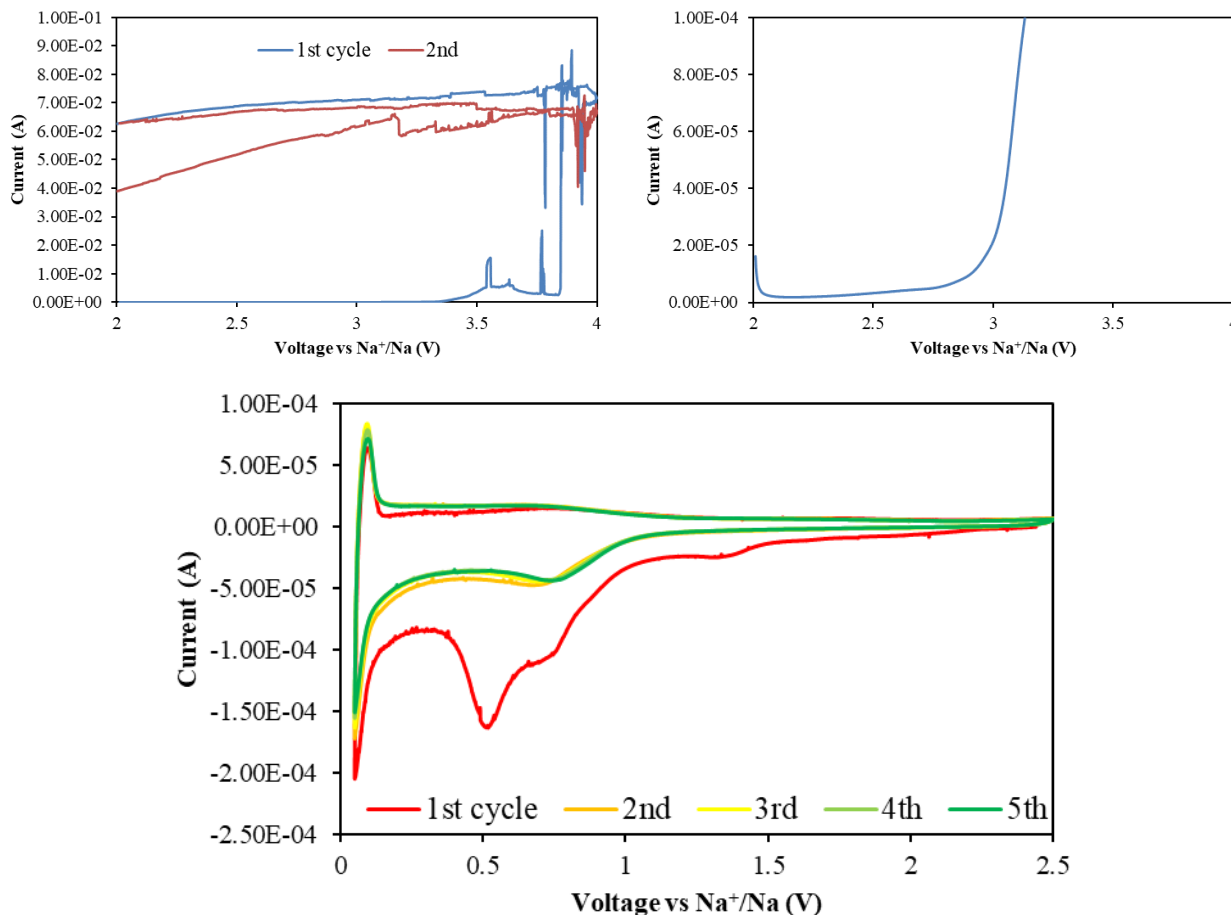 1.00E-01
9.00E-02
8.00E-02
7.00E-02
6.00E-02
5.00E-02
4.00E-02
3.00E-02
2.00E-02
1.00E-02
0.00E+00
Current (A)
1st cycle 2nd
2 2.5 3 3.5 4
Voltage vs Na⁺/Na (V)
1.00E-04
8.00E-05
6.00E-05
4.00E-05
2.00E-05
0.00E+00
Current (A)
2 2.5 3 3.5 4
Voltage vs Na⁺/Na (V)
1.00E-04
5.00E-05
0.00E+00
-5.00E-05
-1.00E-04
-1.50E-04
-2.00E-04
-2.50E-04
Current (A)
1st cycle 2nd 3rd 4th 5th
0 0.5 1 1.5 2 2.5
Voltage vs Na⁺/Na (V)